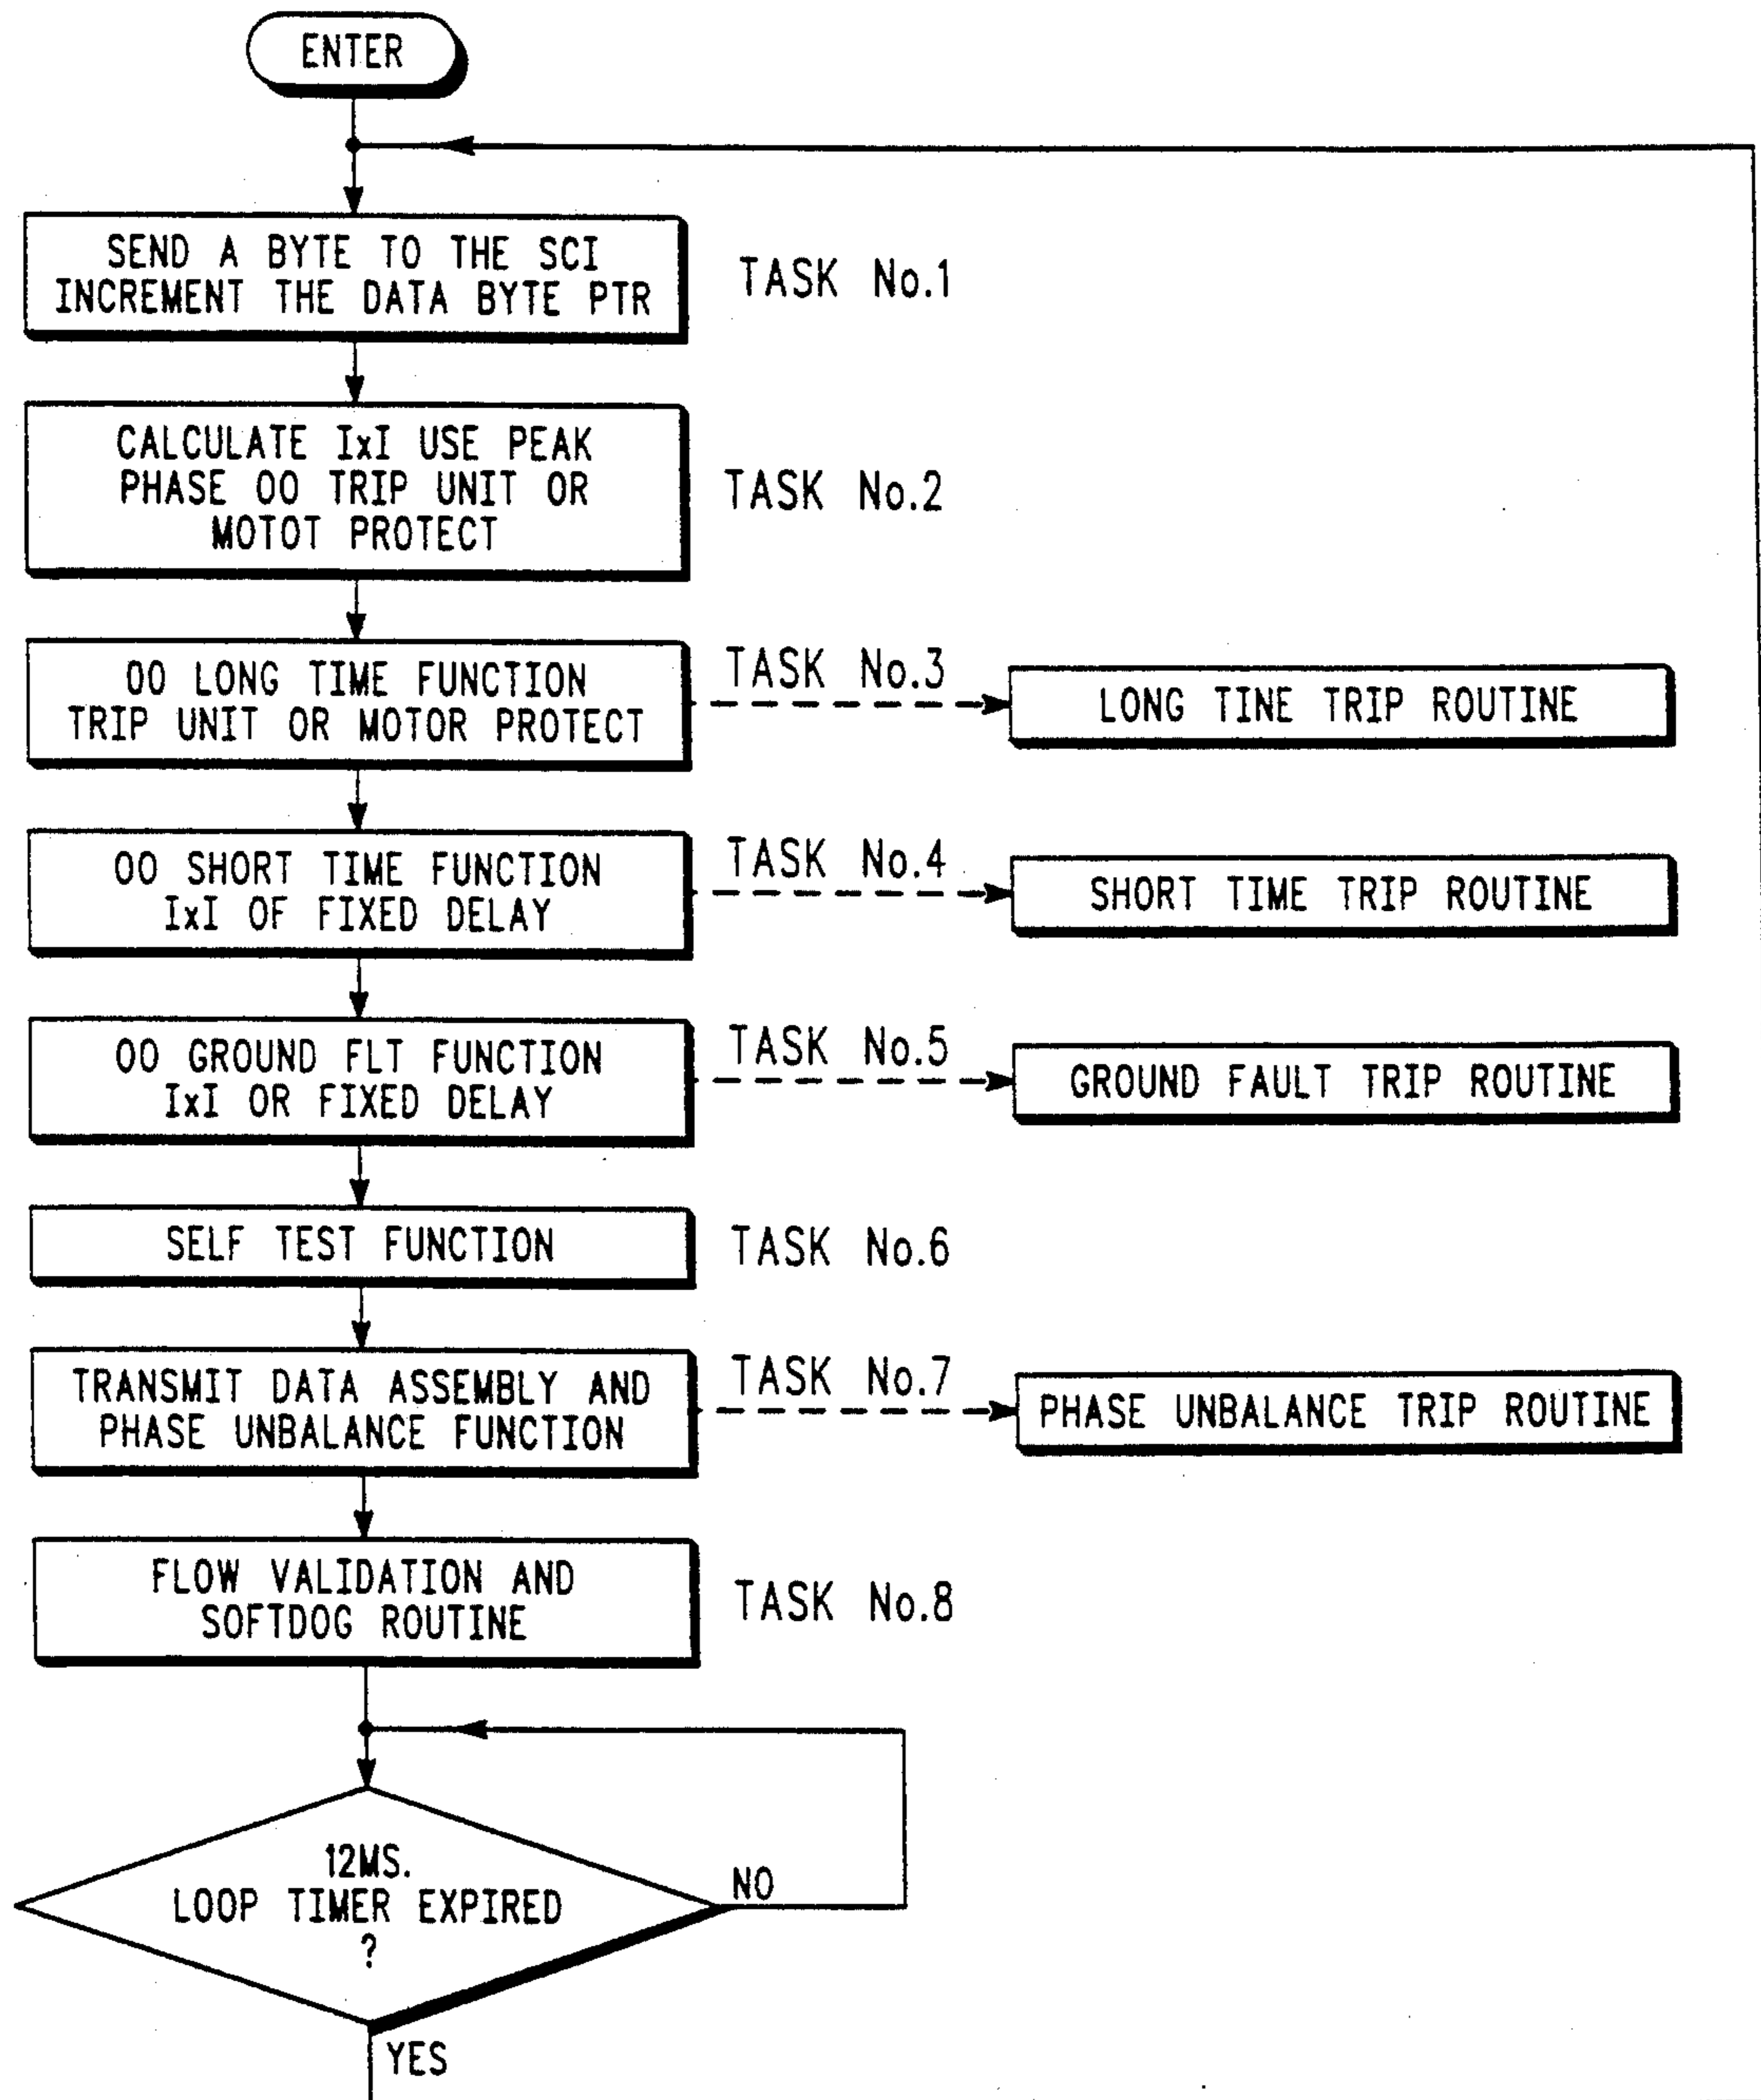 ENTER
SEND A BYTE TO THE SCI
INCREMENT THE DATA BYTE PTR
TASK No.1
CALCULATE IxI USE PEAK
PHASE OO TRIP UNIT OR
MOTOT PROTECT
TASK No.2
OO LONG TIME FUNCTION
TRIP UNIT OR MOTOR PROTECT
TASK No.3
LONG TINE TRIP ROUTINE
OO SHORT TIME FUNCTION
IxI OF FIXED DELAY
TASK No.4
SHORT TIME TRIP ROUTINE
OO GROUND FLT FUNCTION
IxI OR FIXED DELAY
TASK No.5
GROUND FAULT TRIP ROUTINE
SELF TEST FUNCTION
TASK No.6
TRANSMIT DATA ASSEMBLY AND
PHASE UNBALANCE FUNCTION
TASK No.7
PHASE UNBALANCE TRIP ROUTINE
FLOW VALIDATION AND
SOFTDOG ROUTINE
TASK No.8
12MS.
LOOP TIMER EXPIRED
?
NO
YES